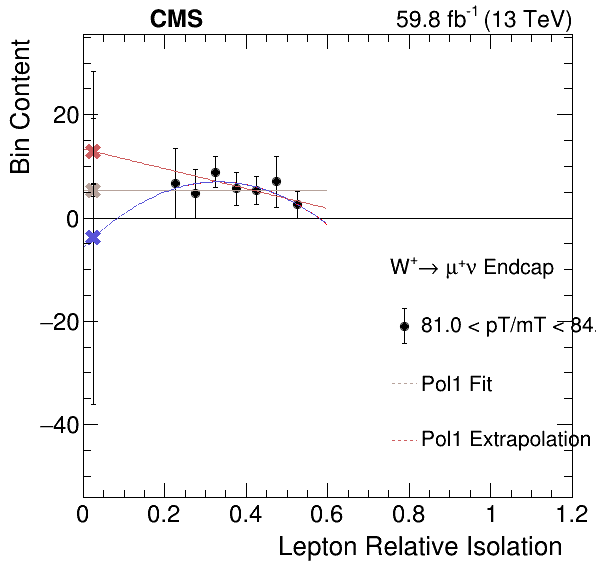 CMS
59.8 fb⁻¹ (13 TeV)
Bin Content
20
0
−20
−40
W⁺→ μ⁺ν Endcap
81.0 < pT/mT < 84.
Pol1 Fit
Pol1 Extrapolation
0 0.2 0.4 0.6 0.8 1 1.2
Lepton Relative Isolation